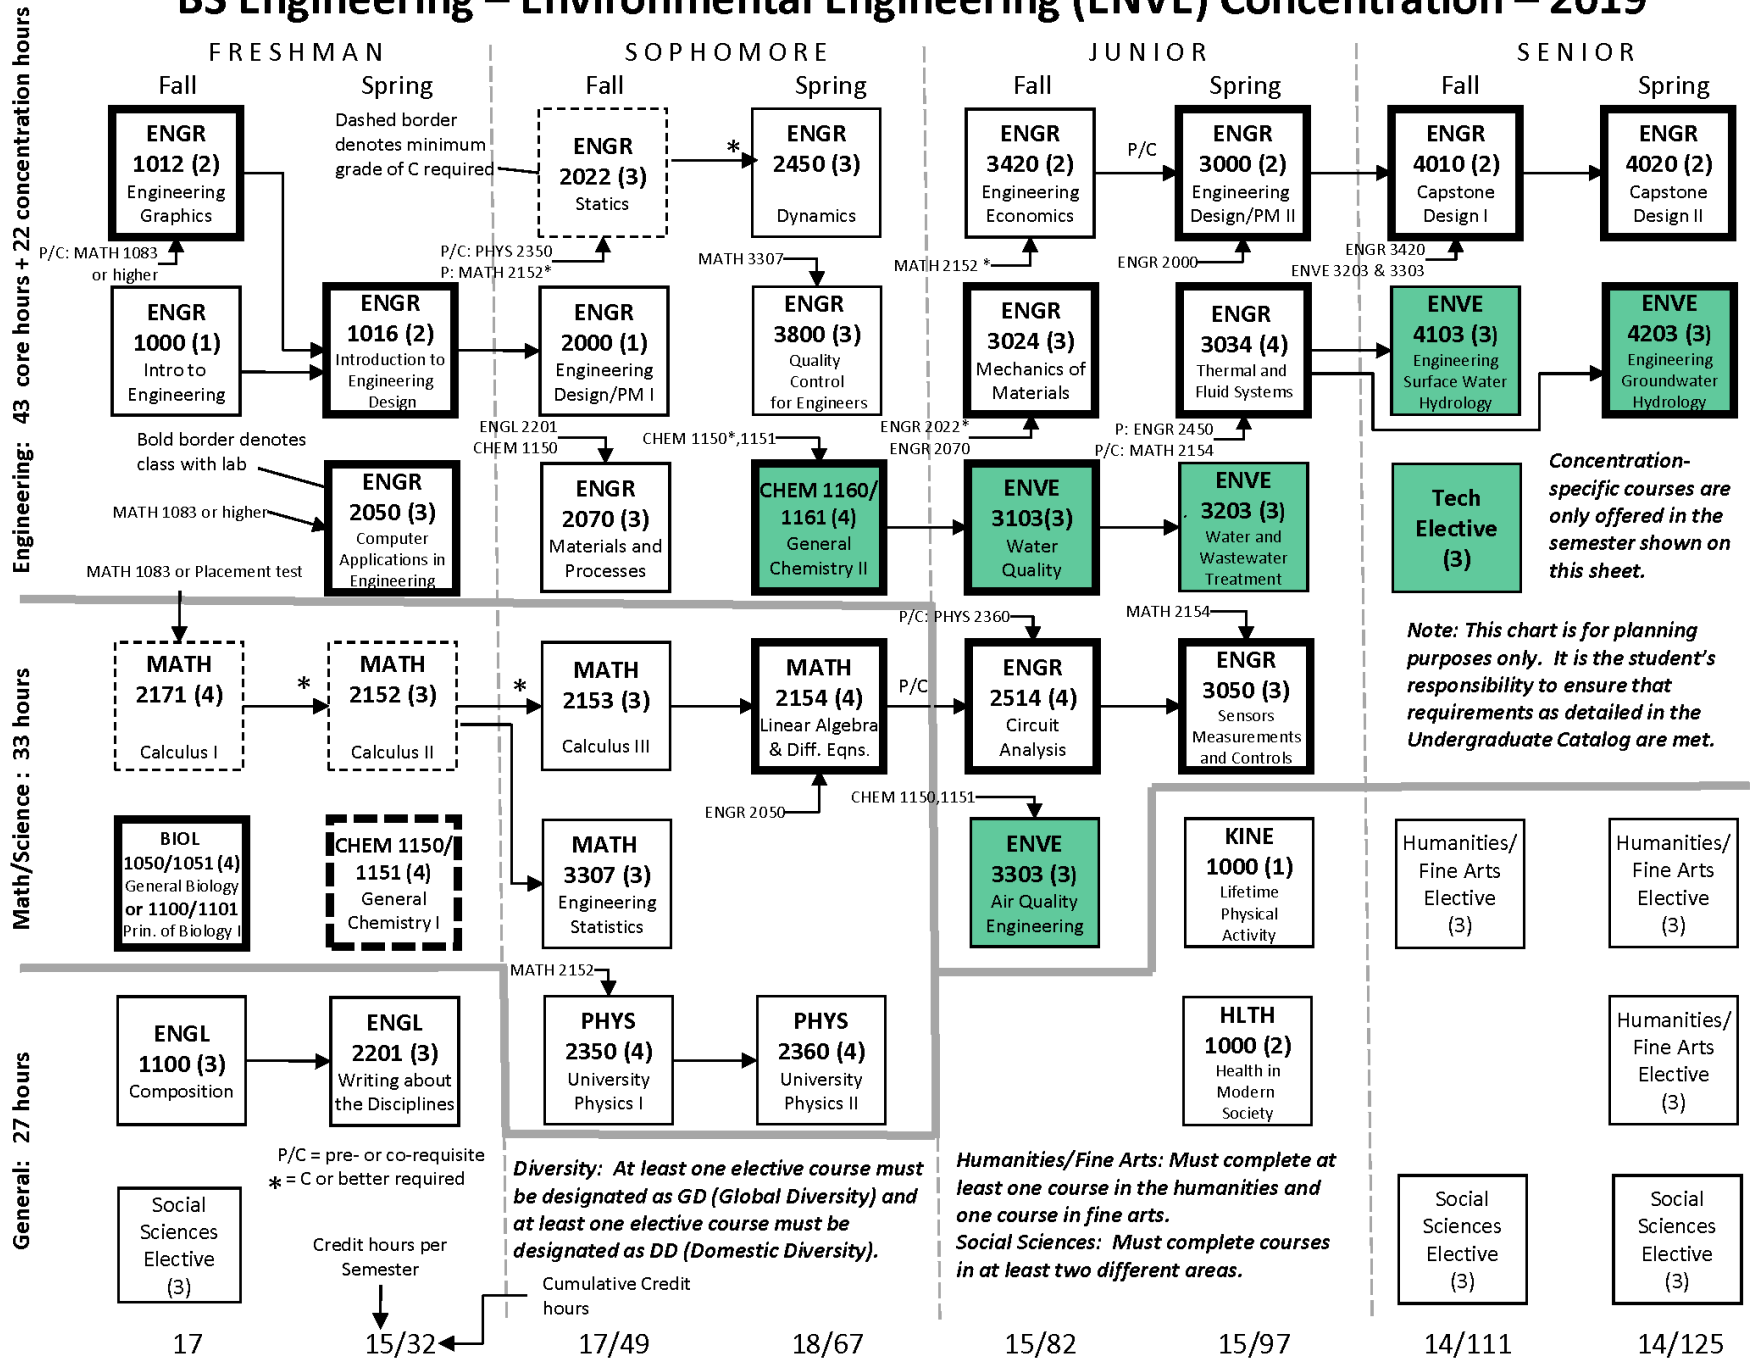 BS Engineering – Environmental Engineering (ENVE) Concentration – 2019
FRESHMAN
SOPHOMORE
JUNIOR
SENIOR
Fall
Spring
Fall
Spring
Fall
Spring
Fall
Spring
Engineering: 43 core hours + 22 concentration hours
Math/Science : 33 hours
General: 27 hours
ENGR
1012 (2)
Engineering
Graphics
Dashed border
denotes minimum
grade of C required
ENGR
2022 (3)
Statics
*
ENGR
2450 (3)
Dynamics
ENGR
3420 (2)
Engineering
Economics
P/C
ENGR
3000 (2)
Engineering
Design/PM II
ENGR
4010 (2)
Capstone
Design I
ENGR
4020 (2)
Capstone
Design II
P/C: MATH 1083
or higher
P/C: PHYS 2350
P: MATH 2152*
MATH 3307
MATH 2152 *
ENGR 2000
ENGR 3420
ENVE 3203 & 3303
ENGR
1000 (1)
Intro to
Engineering
ENGR
1016 (2)
Introduction to
Engineering
Design
ENGR
2000 (1)
Engineering
Design/PM I
ENGR
3800 (3)
Quality
Control
for Engineers
ENGR
3024 (3)
Mechanics of
Materials
ENGR
3034 (4)
Thermal and
Fluid Systems
ENVE
4103 (3)
Engineering
Surface Water
Hydrology
ENVE
4203 (3)
Engineering
Groundwater
Hydrology
Bold border denotes
class with lab
MATH 1083 or higher
ENGL 2201
CHEM 1150
CHEM 1150*,1151
ENGR 2022*
ENGR 2070
P: ENGR 2450
P/C: MATH 2154
ENGR
2050 (3)
Computer
Applications in
Engineering
ENGR
2070 (3)
Materials and
Processes
CHEM 1160/
1161 (4)
General
Chemistry II
ENVE
3103(3)
Water
Quality
ENVE
3203 (3)
Water and
Wastewater
Treatment
Tech
Elective
(3)
Concentration-
specific courses are
only offered in the
semester shown on
this sheet.
MATH 1083 or Placement test
P/C: PHYS 2360
MATH 2154
MATH
2171 (4)
Calculus I
*
MATH
2152 (3)
Calculus II
*
MATH
2153 (3)
Calculus III
MATH
2154 (4)
Linear Algebra
& Diff. Eqns.
P/C
ENGR
2514 (4)
Circuit
Analysis
ENGR
3050 (3)
Sensors
Measurements
and Controls
Note: This chart is for planning
purposes only. It is the student's
responsibility to ensure that
requirements as detailed in the
Undergraduate Catalog are met.
ENGR 2050
CHEM 1150,1151
BIOL
1050/1051 (4)
General Biology
or 1100/1101
Prin. of Biology I
CHEM 1150/
1151 (4)
General
Chemistry I
MATH
3307 (3)
Engineering
Statistics
ENVE
3303 (3)
Air Quality
Engineering
KINE
1000 (1)
Lifetime
Physical
Activity
Humanities/
Fine Arts
Elective
(3)
Humanities/
Fine Arts
Elective
(3)
MATH 2152
ENGL
1100 (3)
Composition
ENGL
2201 (3)
Writing about
the Disciplines
PHYS
2350 (4)
University
Physics I
PHYS
2360 (4)
University
Physics II
HLTH
1000 (2)
Health in
Modern
Society
Humanities/
Fine Arts
Elective
(3)
P/C = pre- or co-requisite
* = C or better required
Diversity: At least one elective course must
be designated as GD (Global Diversity) and
at least one elective course must be
designated as DD (Domestic Diversity).
Humanities/Fine Arts: Must complete at
least one course in the humanities and
one course in fine arts.
Social Sciences: Must complete courses
in at least two different areas.
Social
Sciences
Elective
(3)
Social
Sciences
Elective
(3)
Social
Sciences
Elective
(3)
Credit hours per
Semester
Cumulative Credit
hours
17
15/32
17/49
18/67
15/82
15/97
14/111
14/125